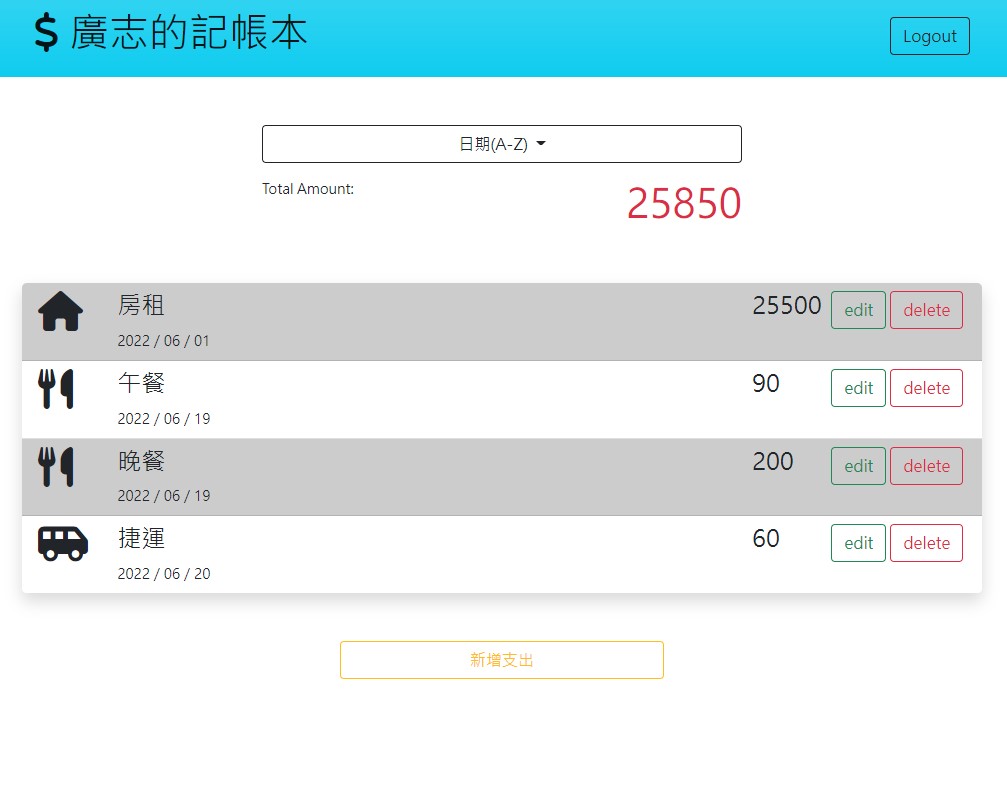 $ 廣志的記帳本
Logout
日期(A-Z)
Total Amount:
25850
房租
25500
edit
delete
2022 / 06 / 01
午餐
90
edit
delete
2022 / 06 / 19
晚餐
200
edit
delete
2022 / 06 / 19
捷運
60
edit
delete
2022 / 06 / 20
新增支出